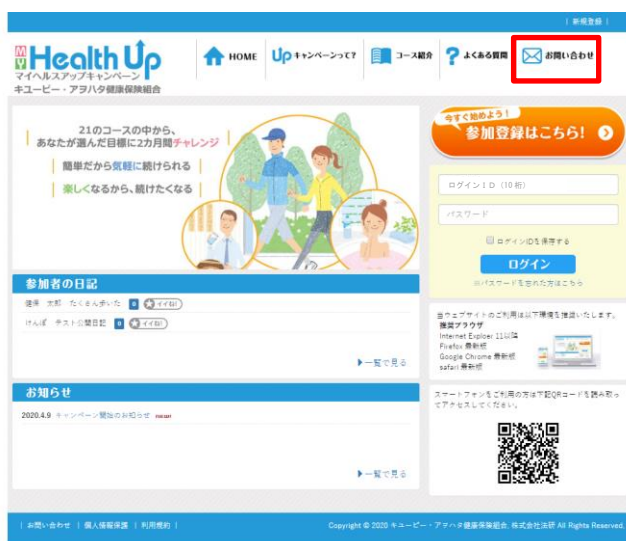 | 新規登録 |
MY Health Up
マイヘルスアップキャンペーン
キユーピー・アヲハタ健康保険組合
HOME
Up キャンペーンって？
コース紹介
? よくある質問
お問い合わせ
21のコースの中から、
あなたが選んだ目標に2カ月間チャレンジ
簡単だから気軽に続けられる
楽しくなるから、続けたくなる
今すぐ始めよう！
参加登録はこちら！
ログインID（10桁）
パスワード
ログインIDを保存する
ログイン
※パスワードを忘れた方はこちら
参加者の日記
健保 太郎 たくさん歩いた 0 イイね!
けんぽ テスト公開日記 0 イイね!
一覧で見る
当ウェブサイトのご利用は以下環境を推奨いたします。
推奨ブラウザ
Internet Exploer 11以降
Firefox 最新版
Google Chrome 最新版
safari 最新版
お知らせ
2020.4.9 キャンペーン開始のお知らせ NEW!
一覧で見る
スマートフォンをご利用の方は下記QRコードを読み取っ
てアクセスしてください。
| お問い合わせ | 個人情報保護 | 利用規約 |
Copyright © 2020 キユーピー・アヲハタ健康保険組合, 株式会社法研 All Rights Reserved.